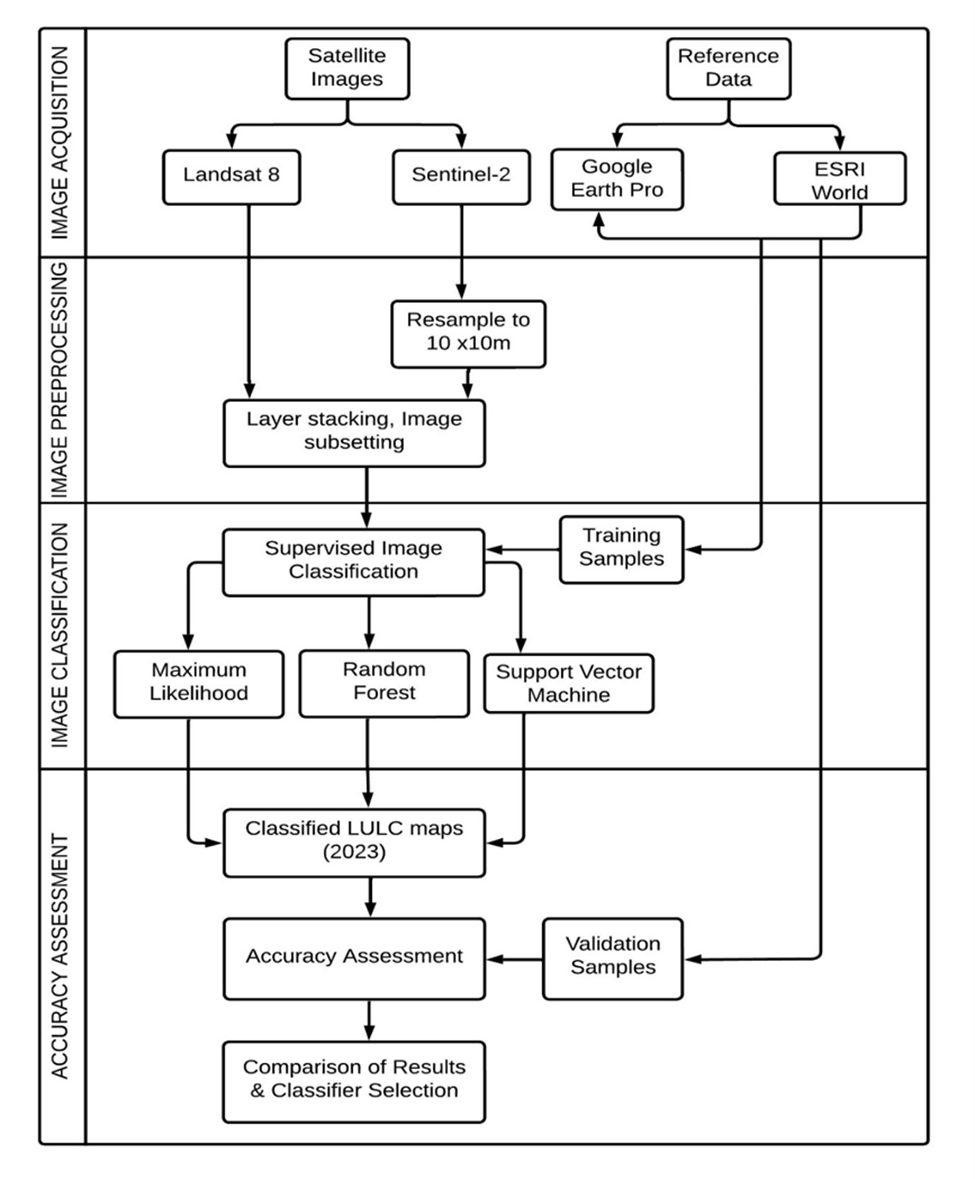 IMAGE ACQUISITION
Satellite
Images
Reference
Data
Landsat 8
Sentinel-2
Google
Earth Pro
ESRI
World
IMAGE PREPROCESSING
Resample to
10 x10m
Layer stacking, Image
subsetting
IMAGE CLASSIFICATION
Supervised Image
Classification
Training
Samples
Maximum
Likelihood
Random
Forest
Support Vector
Machine
ACCURACY ASSESSMENT
Classified LULC maps
(2023)
Accuracy Assessment
Validation
Samples
Comparison of Results
& Classifier Selection